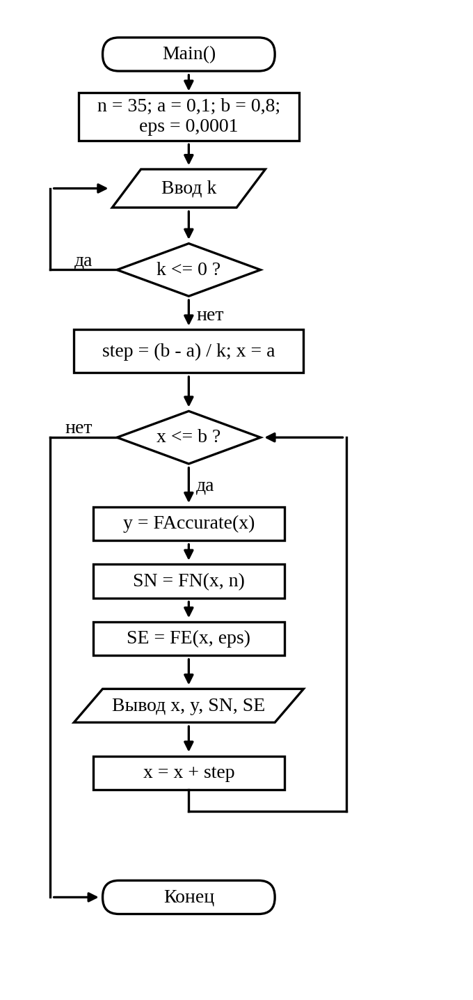 Main()
n = 35; a = 0,1; b = 0,8;
eps = 0,0001
Ввод k
да
k <= 0 ?
нет
step = (b - a) / k; x = a
нет
x <= b ?
да
y = FAccurate(x)
SN = FN(x, n)
SE = FE(x, eps)
Вывод x, y, SN, SE
x = x + step
Конец